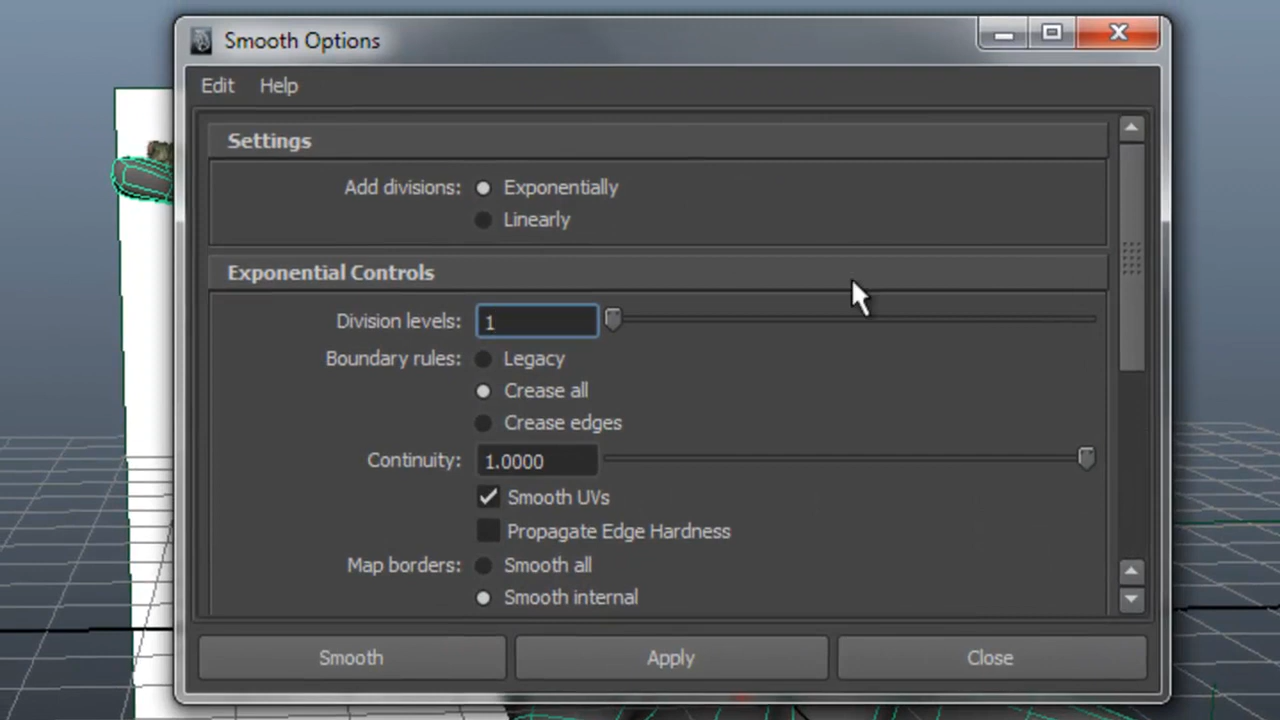 Smooth Options
Edit Help
Settings
Add divisions: Exponentially
Linearly
Exponential Controls
Division levels: 1
Boundary rules: Legacy
Crease all
Crease edges
Continuity: 1.0000
Smooth UVs
Propagate Edge Hardness
Map borders: Smooth all
Smooth internal
Smooth Apply Close